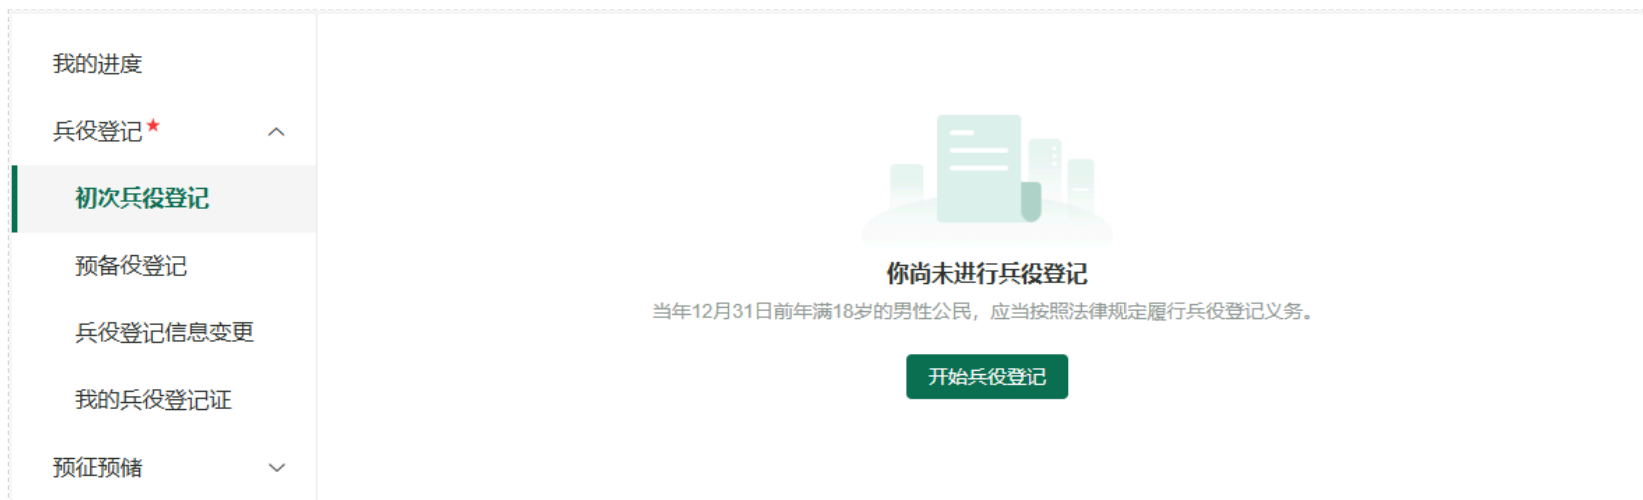 我的进度
兵役登记★
初次兵役登记
预备役登记
兵役登记信息变更
我的兵役登记证
预征预储
你尚未进行兵役登记
当年12月31日前年满18岁的男性公民，应当按照法律规定履行兵役登记义务。
开始兵役登记